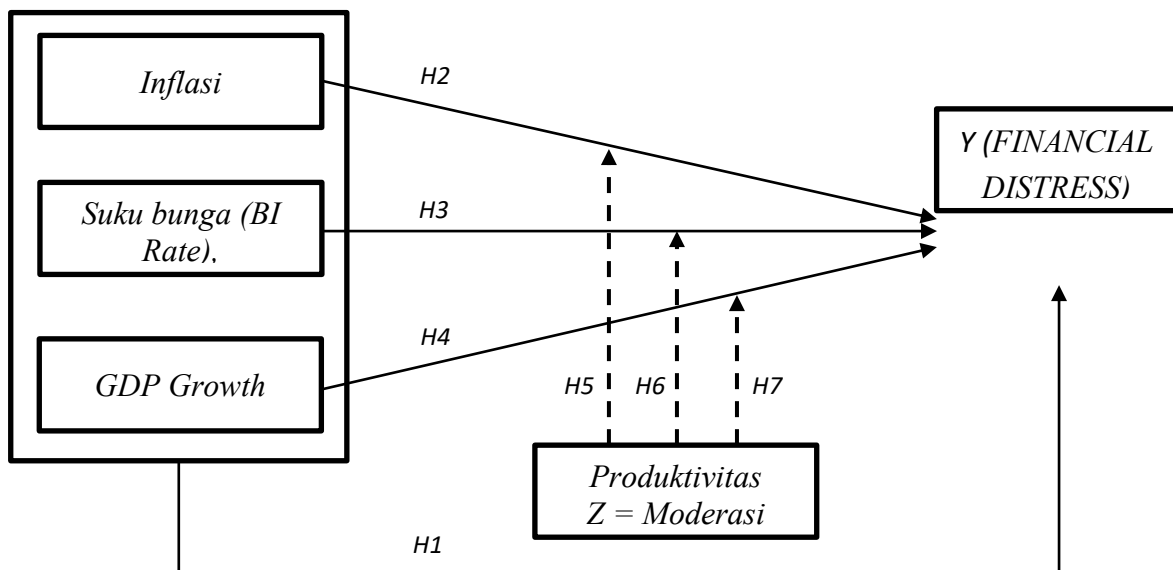 Inflasi
H2
Y (FINANCIAL
DISTRESS)
Suku bunga (BI
Rate),
H3
H4
GDP Growth
H5
H6
H7
Produktivitas
Z = Moderasi
H1